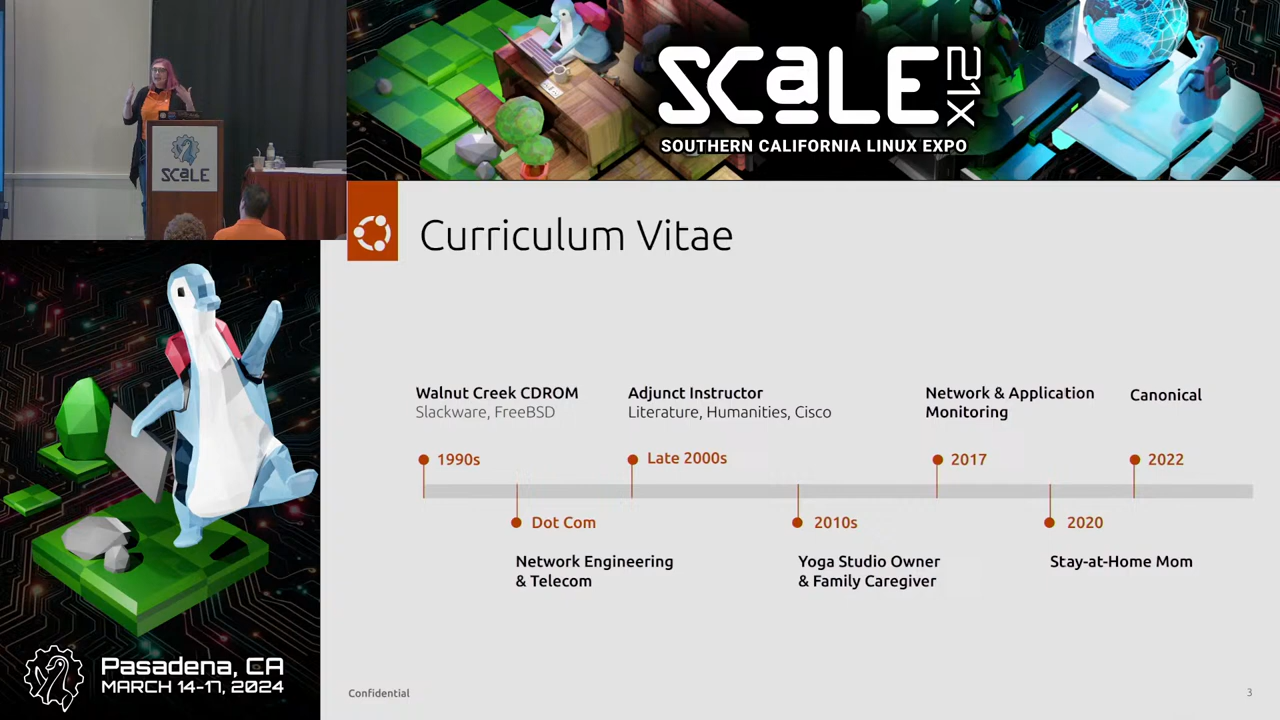 SCALE
SCALE 21X
SOUTHERN CALIFORNIA LINUX EXPO
Curriculum Vitae
Walnut Creek CDROM
Slackware, FreeBSD
1990s
Dot Com
Network Engineering
& Telecom
Adjunct Instructor
Literature, Humanities, Cisco
Late 2000s
2010s
Yoga Studio Owner
& Family Caregiver
Network & Application
Monitoring
2017
2020
Stay-at-Home Mom
Canonical
2022
Confidential
3
Pasadena, CA
MARCH 14-17, 2024